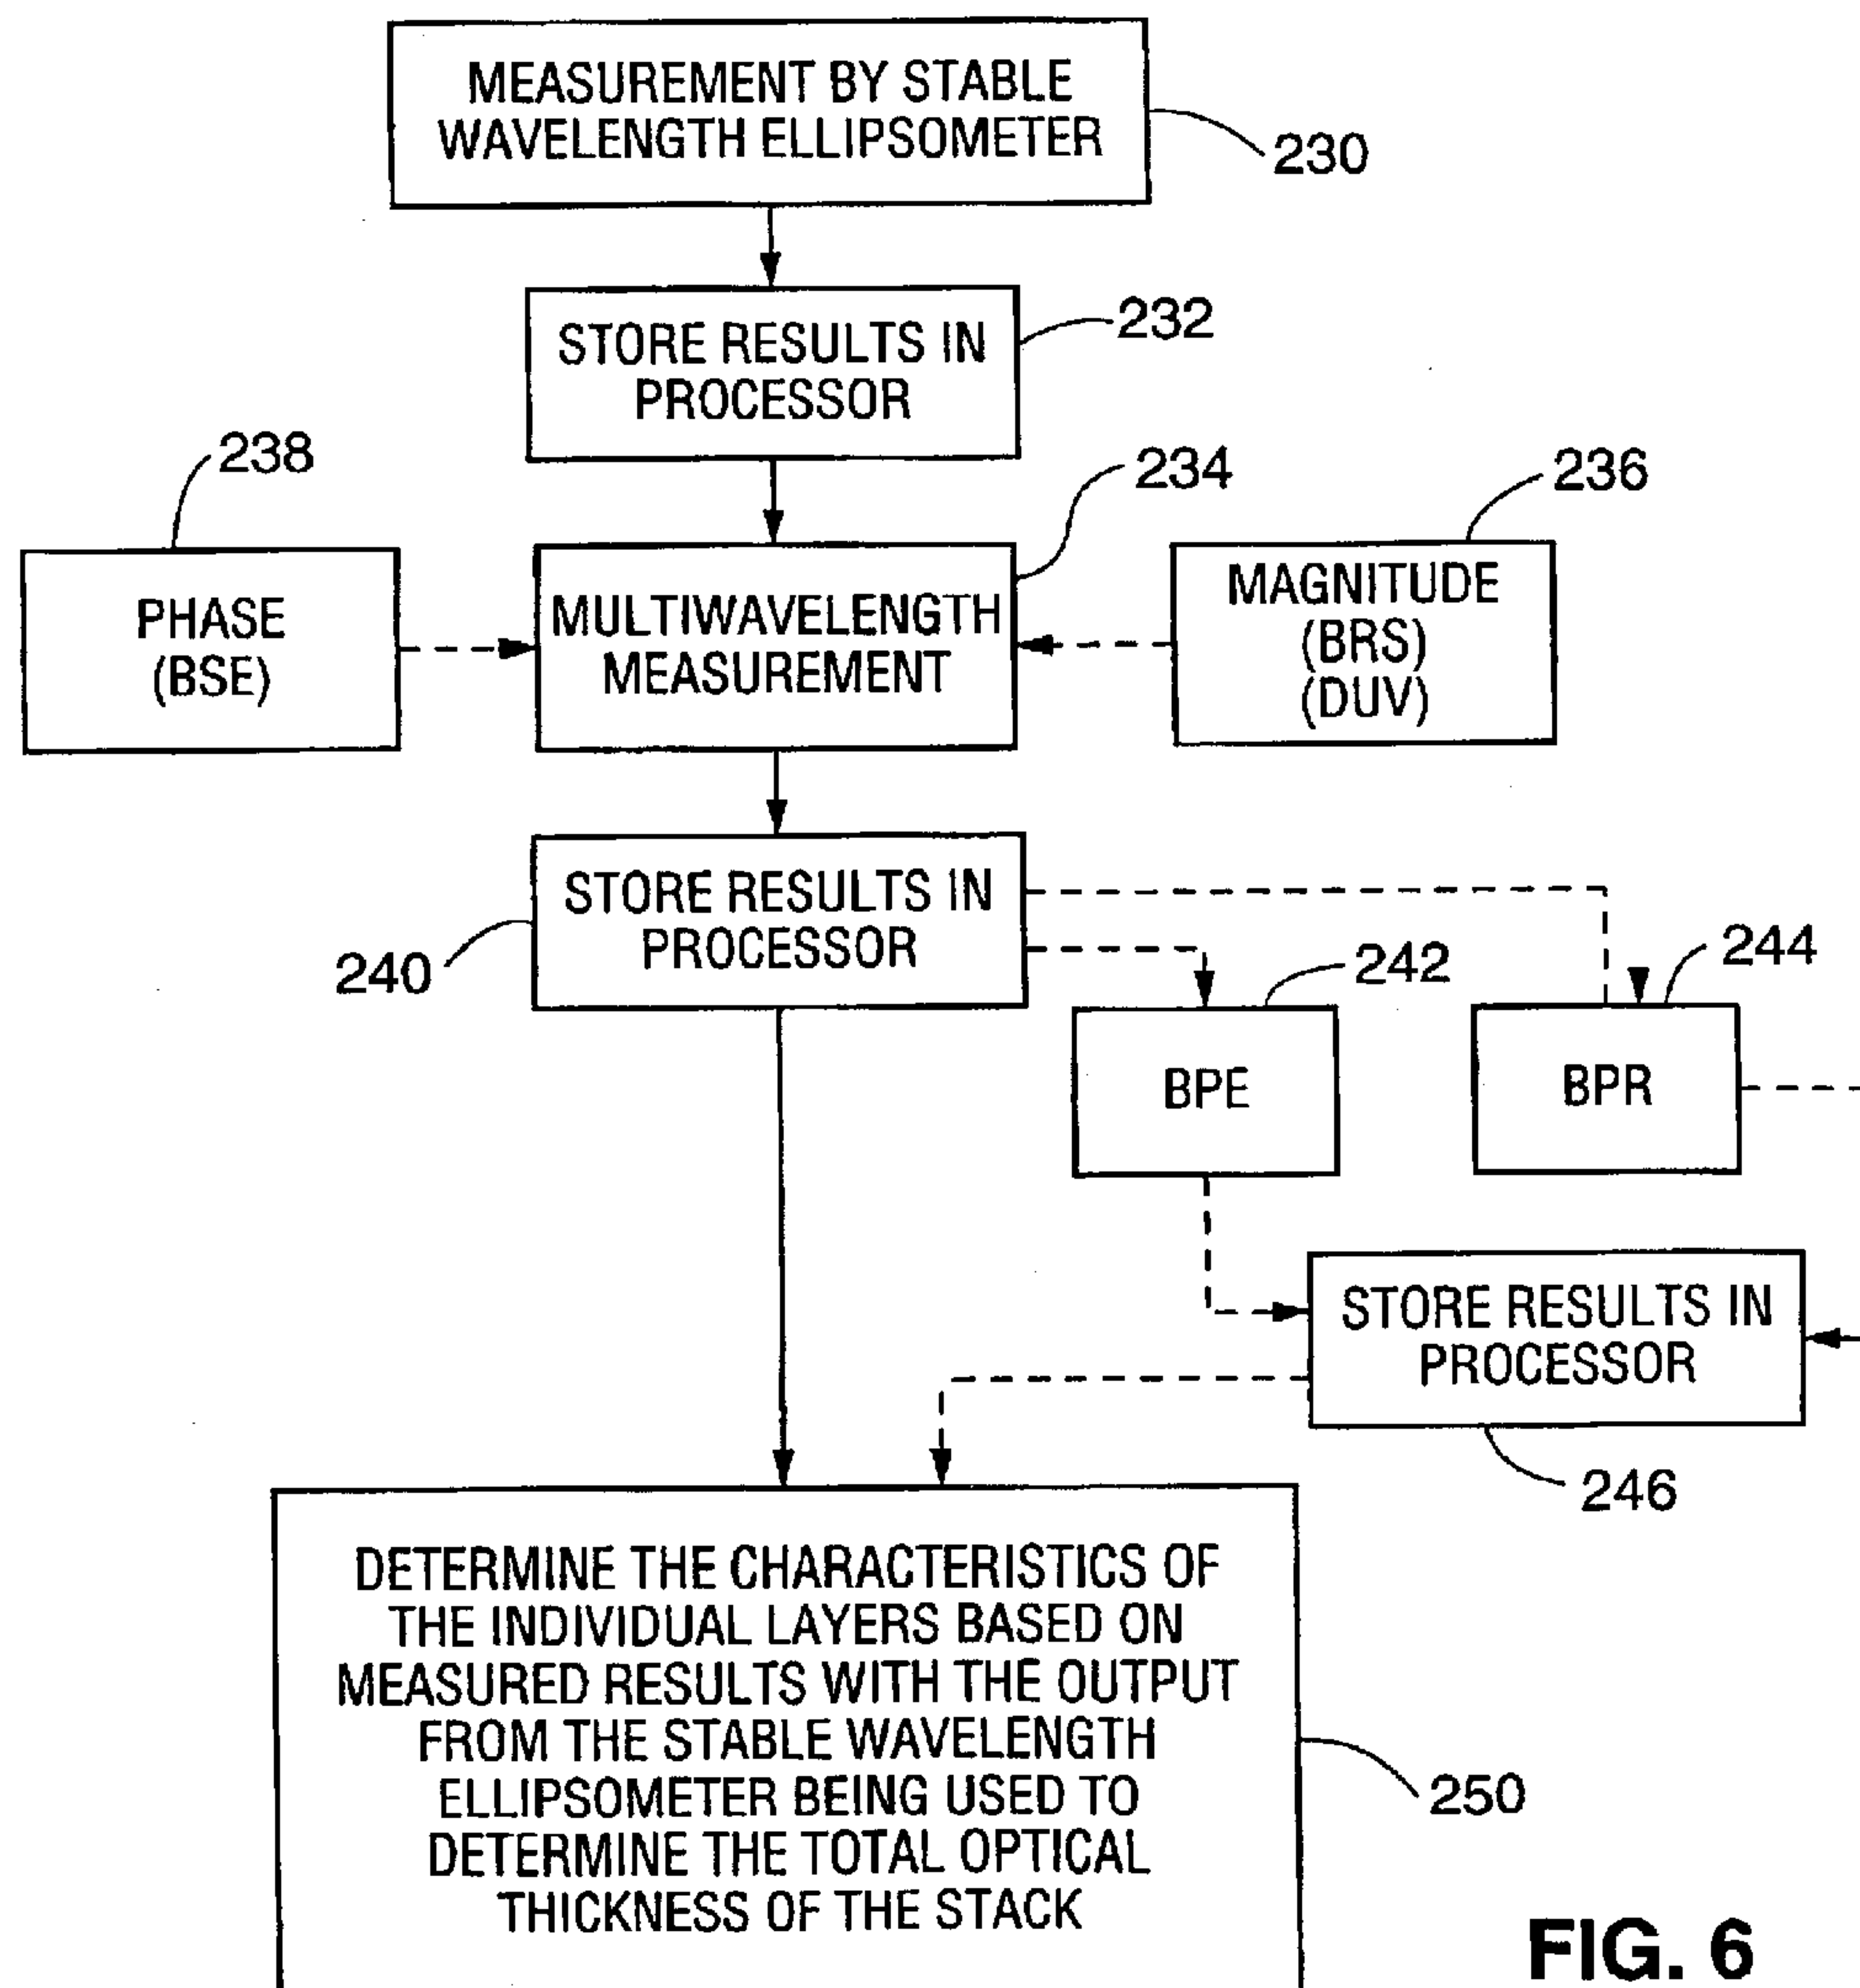 MEASUREMENT BY STABLE
WAVELENGTH ELLIPSOMETER
230
STORE RESULTS IN
PROCESSOR
232
238
234
236
PHASE
(BSE)
MULTIWAVELENGTH
MEASUREMENT
MAGNITUDE
(BRS)
(DUV)
STORE RESULTS IN
PROCESSOR
240
242
244
BPE
BPR
STORE RESULTS IN
PROCESSOR
246
DETERMINE THE CHARACTERISTICS OF
THE INDIVIDUAL LAYERS BASED ON
MEASURED RESULTS WITH THE OUTPUT
FROM THE STABLE WAVELENGTH
ELLIPSOMETER BEING USED TO
DETERMINE THE TOTAL OPTICAL
THICKNESS OF THE STACK
250
FIG. 6